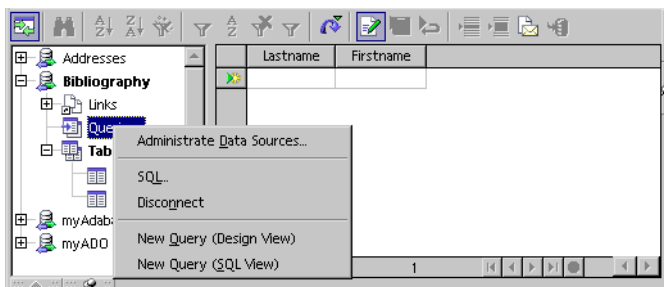 Lastname Firstname
Addresses
Bibliography
Links
Administrate Data Sources...
SQL..
Disconnect
New Query (Design View)
New Query (SQL View)
myADO
1